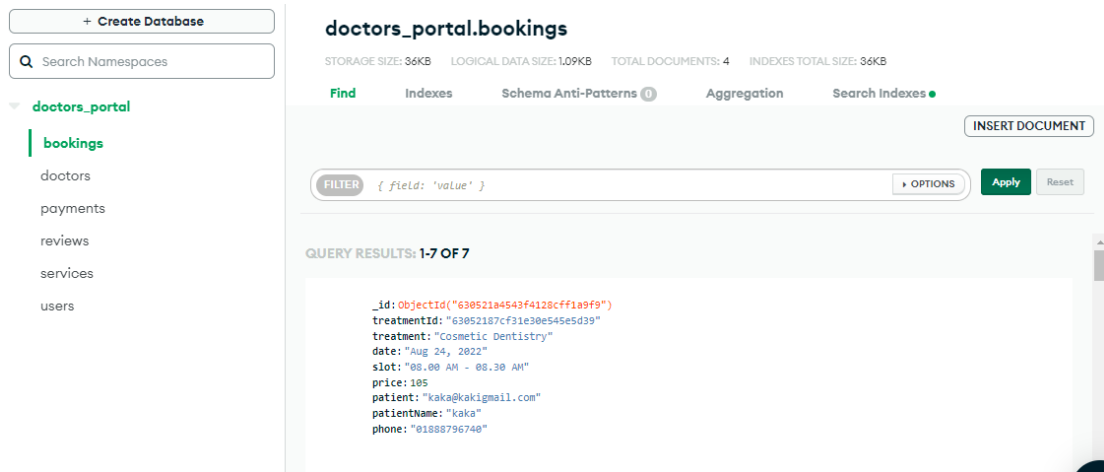 + Create Database
Search Namespaces
doctors_portal
bookings
doctors
payments
reviews
services
users
doctors_portal.bookings
STORAGE SIZE: 36KB LOGICAL DATA SIZE: 1.09KB TOTAL DOCUMENTS: 4 INDEXES TOTAL SIZE: 36KB
Find Indexes Schema Anti-Patterns 0 Aggregation Search Indexes
INSERT DOCUMENT
FILTER { field: 'value' } OPTIONS Apply Reset
QUERY RESULTS: 1-7 OF 7
_id: ObjectId("630521a4543f4128cff1a9f9")
treatmentId: "63052187cf31e30e545e5d39"
treatment: "Cosmetic Dentistry"
date: "Aug 24, 2022"
slot: "08.00 AM - 08.30 AM"
price: 105
patient: "kaka@kakigmail.com"
patientName: "kaka"
phone: "01888796740"